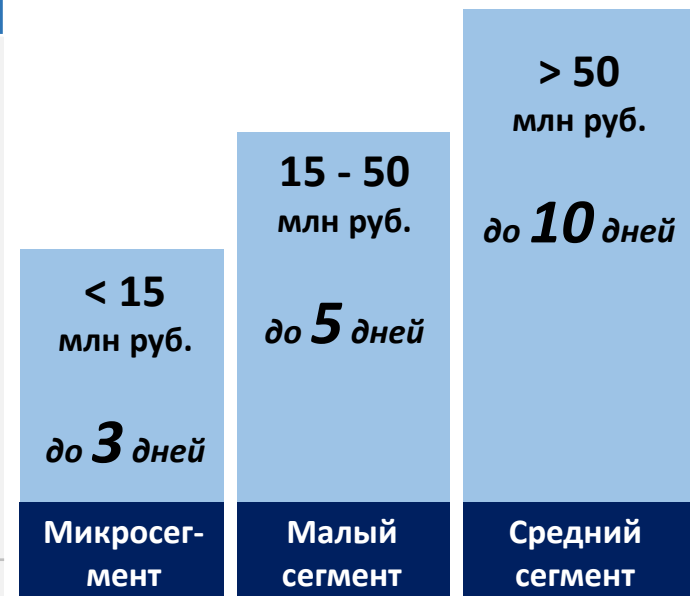 < 15
млн руб.
до 3 дней
Микросег-
мент
15 - 50
млн руб.
до 5 дней
Малый
сегмент
> 50
млн руб.
до 10 дней
Средний
сегмент